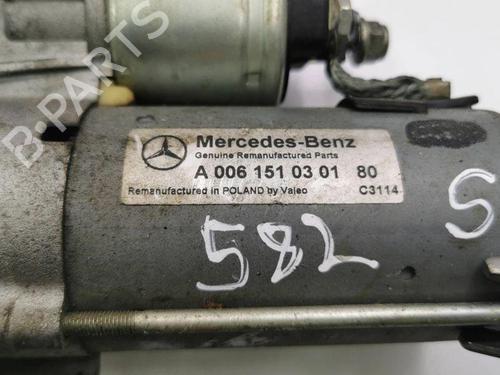 B-PARTS
Mercedes-Benz
Genuine Remanufactured Parts
A 006 151 03 01 80
Remanufactured in POLAND by Valeo C3114
582 S